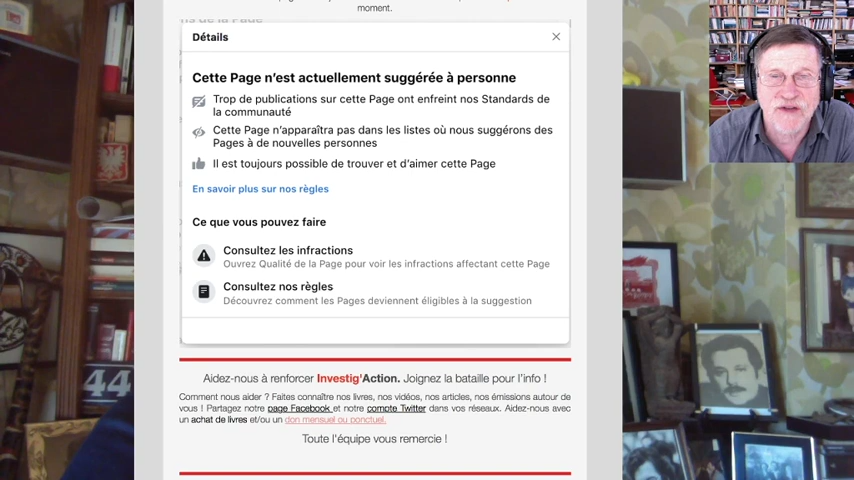 moment.
Détails
Cette Page n'est actuellement suggérée à personne
Trop de publications sur cette Page ont enfreint nos Standards de
la communauté
Cette Page n'apparaîtra pas dans les listes où nous suggérons des
Pages à de nouvelles personnes
Il est toujours possible de trouver et d'aimer cette Page
En savoir plus sur nos règles
Ce que vous pouvez faire
Consultez les infractions
Ouvrez Qualité de la Page pour voir les infractions affectant cette Page
Consultez nos règles
Découvrez comment les Pages deviennent éligibles à la suggestion
Aidez-nous à renforcer Investig'Action. Joignez la bataille pour l'info !
Comment nous aider ? Faites connaître nos livres, nos vidéos, nos articles, nos émissions autour de
vous ! Partagez notre page Facebook et notre compte Twitter dans vos réseaux. Aidez-nous avec
un achat de livres et/ou un don mensuel ou ponctuel.
Toute l'équipe vous remercie !
44